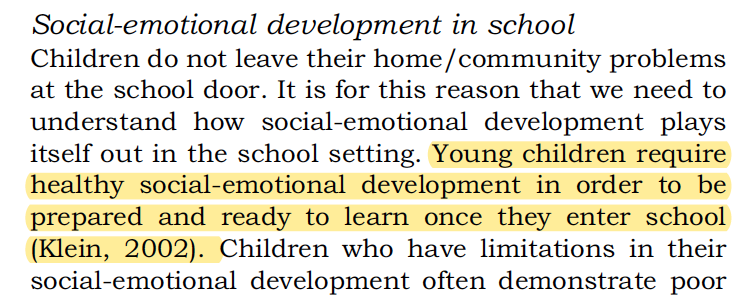 Social-emotional development in school
Children do not leave their home/community problems
at the school door. It is for this reason that we need to
understand how social-emotional development plays
itself out in the school setting. Young children require
healthy social-emotional development in order to be
prepared and ready to learn once they enter school
(Klein, 2002). Children who have limitations in their
social-emotional development often demonstrate poor